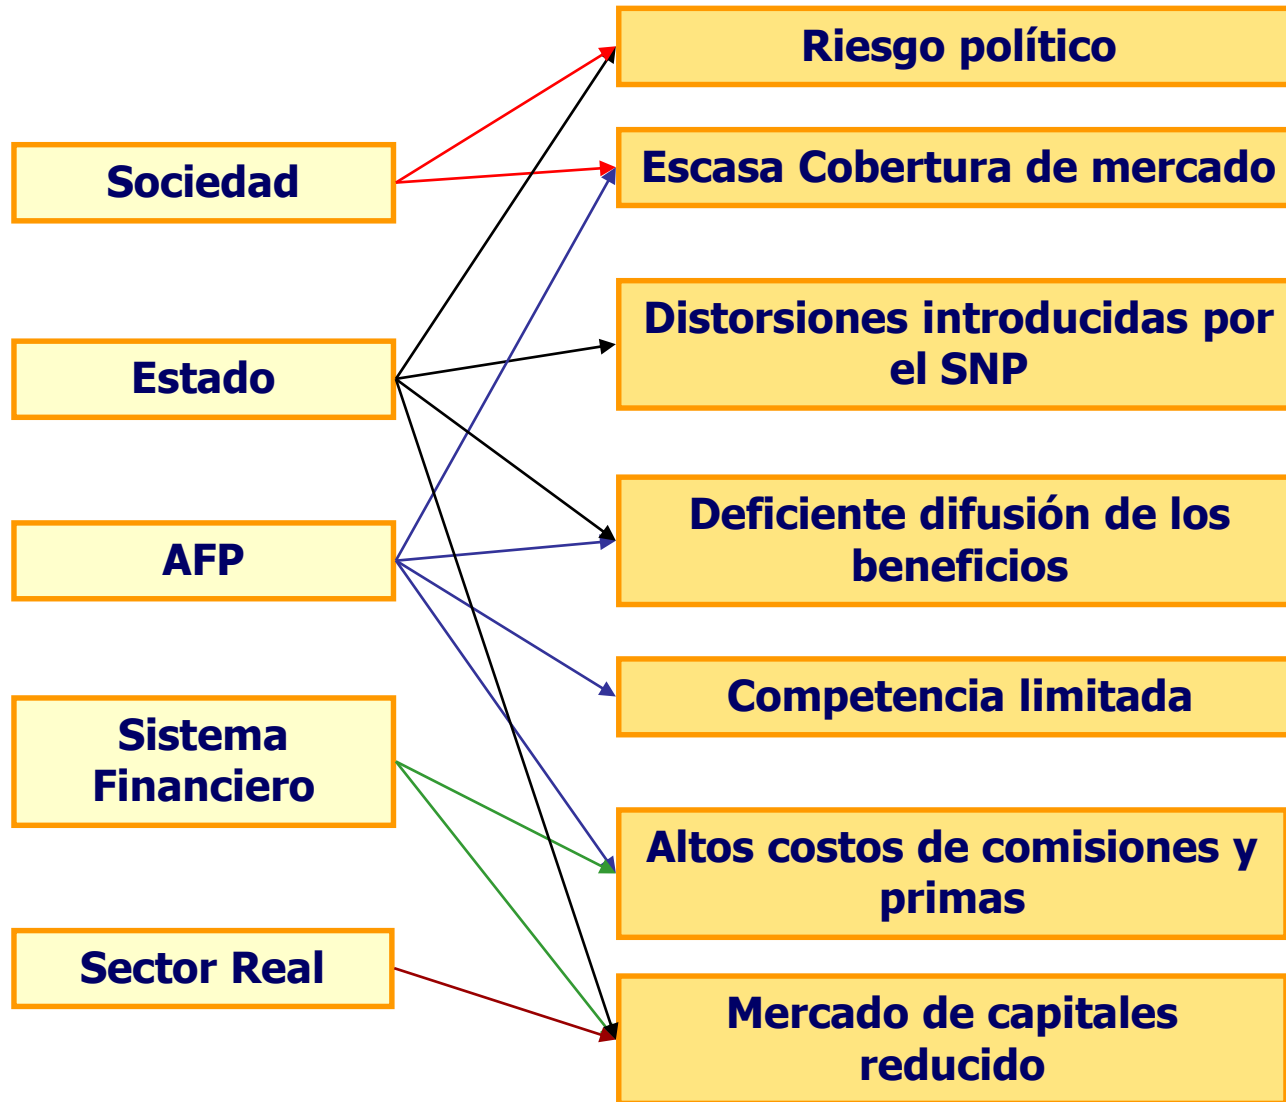 Riesgo político
Sociedad
Escasa Cobertura de mercado
Estado
Distorsiones introducidas por
el SNP
AFP
Deficiente difusión de los
beneficios
Sistema
Financiero
Competencia limitada
Altos costos de comisiones y
primas
Sector Real
Mercado de capitales
reducido